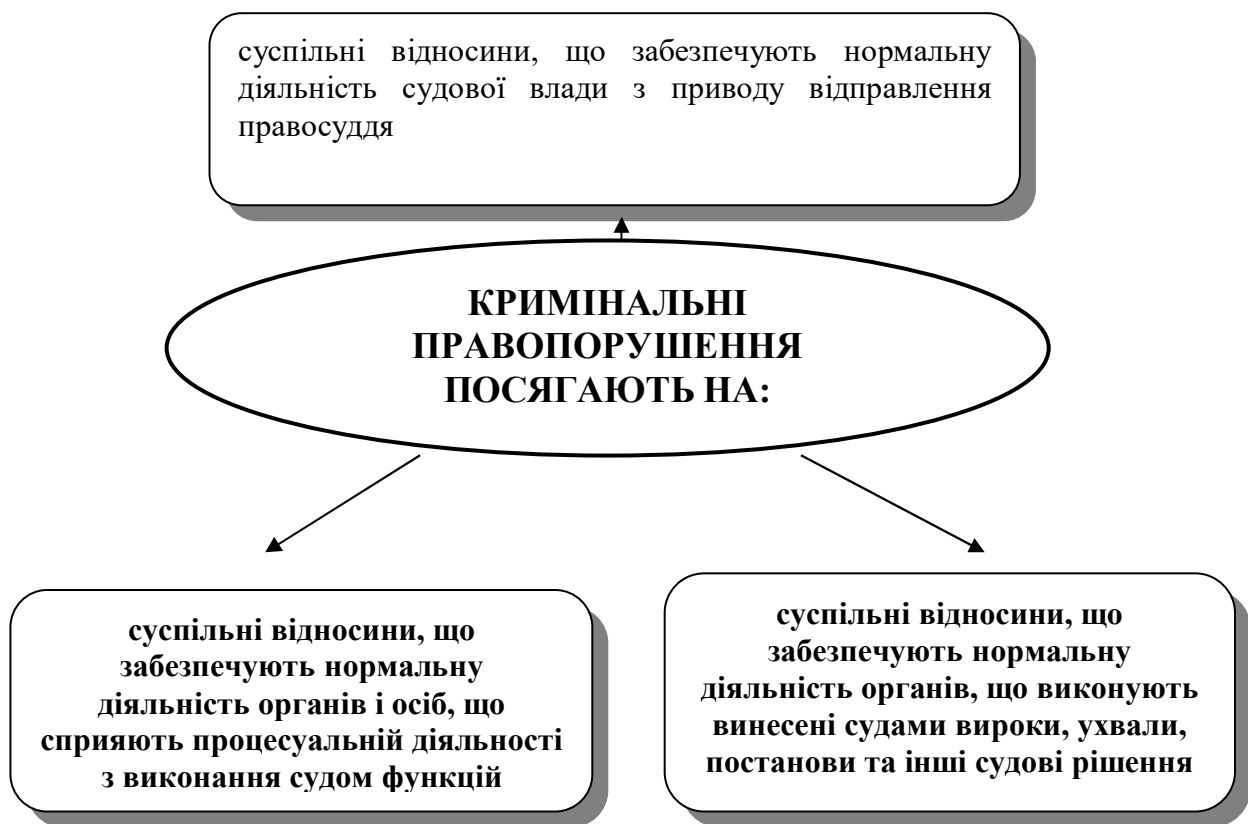 суспільні відносини, що забезпечують нормальну
діяльність судової влади з приводу відправлення
правосуддя
КРИМІНАЛЬНІ
ПРАВОПОРУШЕННЯ
ПОСЯГАЮТЬ НА:
суспільні відносини, що
забезпечують нормальну
діяльність органів і осіб, що
сприяють процесуальній діяльності
з виконання судом функцій
суспільні відносини, що
забезпечують нормальну
діяльність органів, що виконують
винесені судами вироки, ухвали,
постанови та інші судові рішення